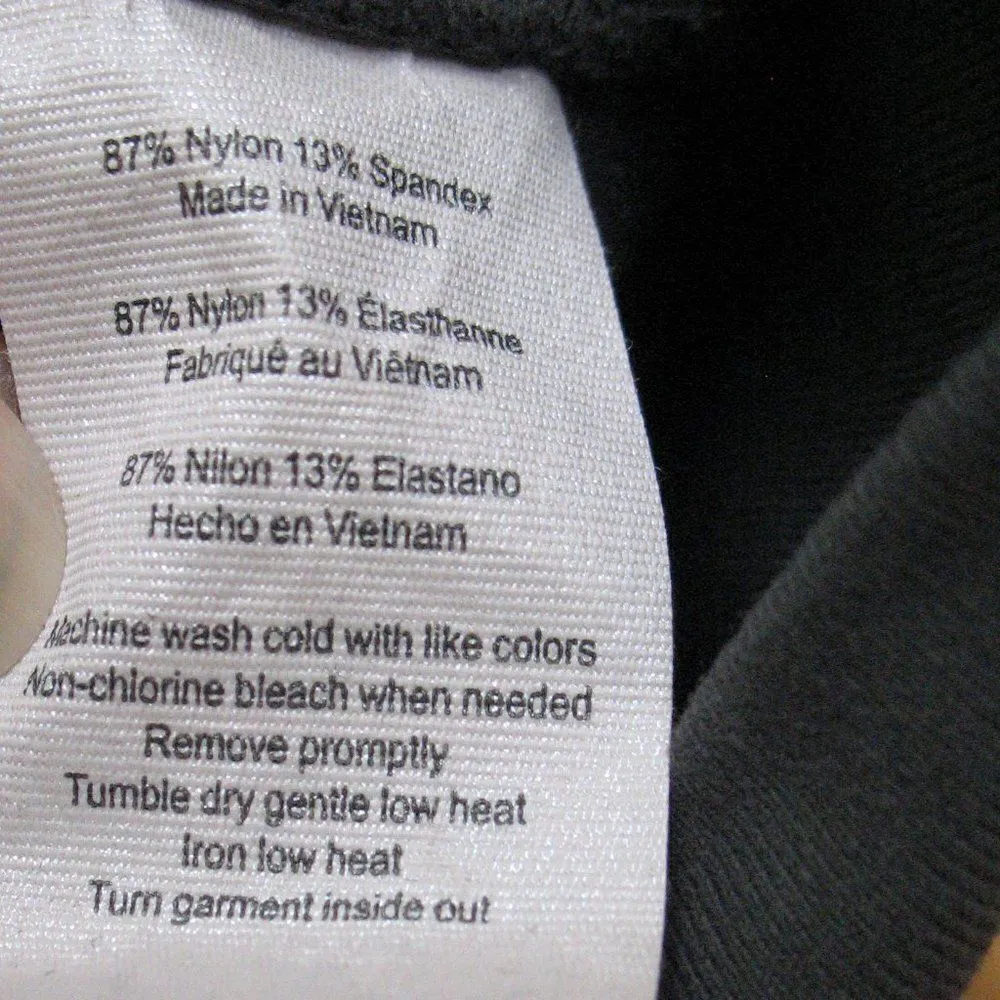 87% Nylon 13% Spandex
Made in Vietnam
87% Nylon 13% Élasthanne
Fabriqué au Viêtnam
87% Nilon 13% Elastano
Hecho en Vietnam
Machine wash cold with like colors
Non-chlorine bleach when needed
Remove promptly
Tumble dry gentle low heat
Iron low heat
Turn garment inside out